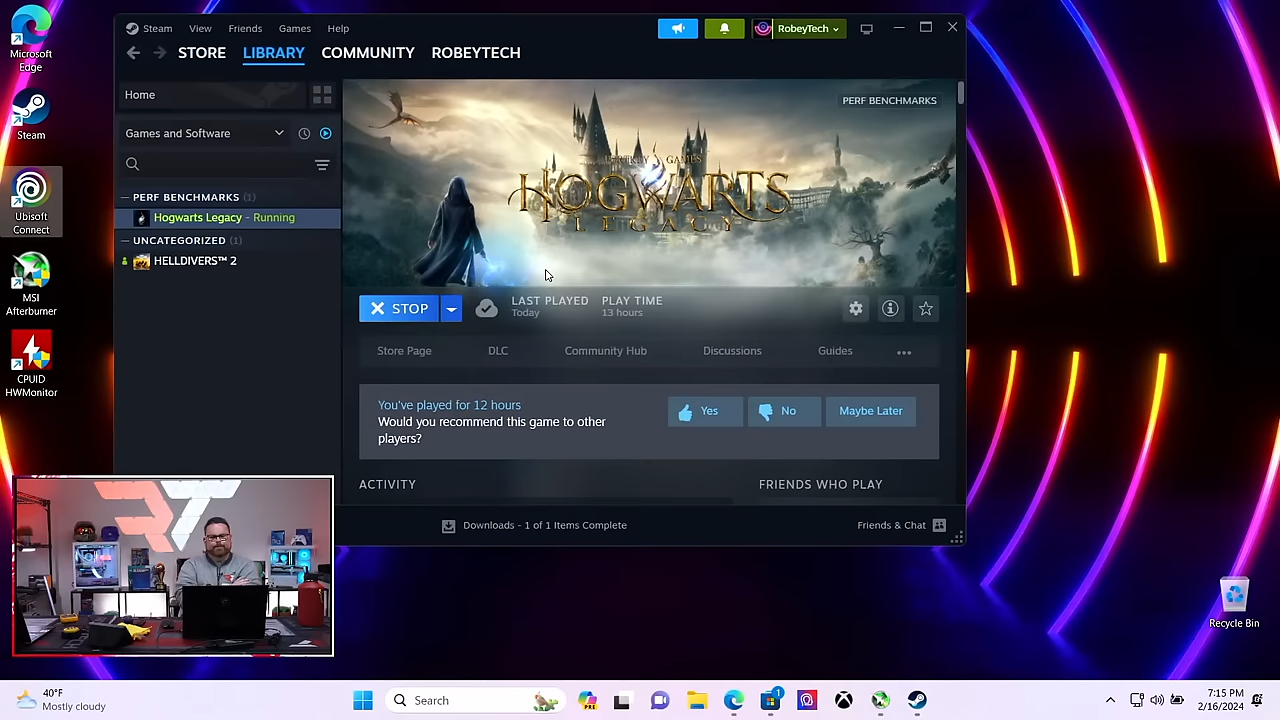 Microsoft
Edge
Steam
Ubisoft
Connect
MSI
Afterburner
CPUID
HWMonitor
Steam View Friends Games Help
RobeyTech
STORE LIBRARY COMMUNITY ROBEYTECH
Home
Games and Software
PERF BENCHMARKS (1)
Hogwarts Legacy - Running
UNCATEGORIZED (1)
HELLDIVERS™ 2
PERF BENCHMARKS
HOGWARTS
LEGACY
STOP
LAST PLAYED
Today
PLAY TIME
13 hours
Store Page DLC Community Hub Discussions Guides
You've played for 12 hours
Would you recommend this game to other
players?
Yes No Maybe Later
ACTIVITY
FRIENDS WHO PLAY
Downloads - 1 of 1 Items Complete
Friends & Chat
Recycle Bin
40°F
Mostly cloudy
Search
PRE
1
7:15 PM
2/16/2024